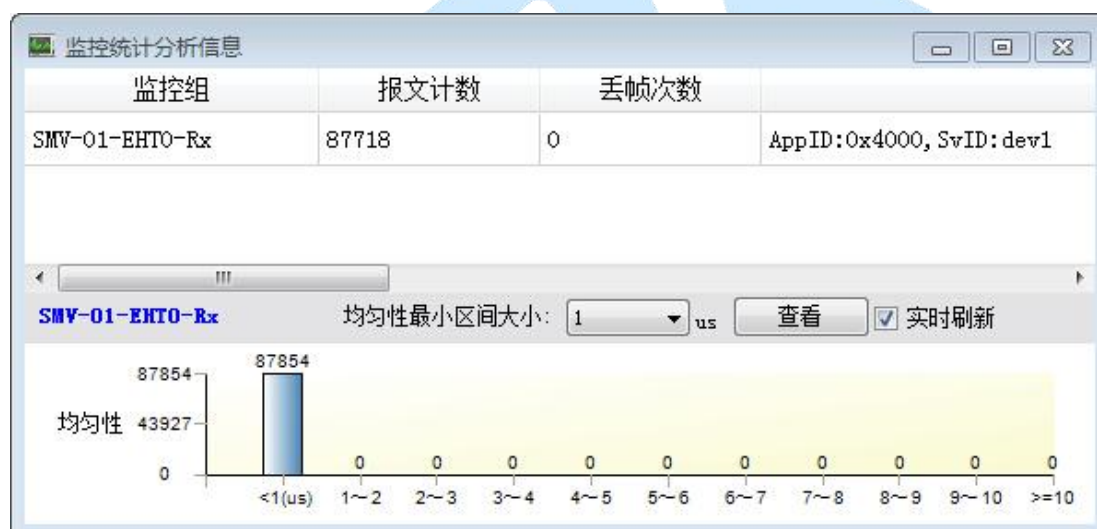 监控统计分析信息
监控组 报文计数 丢帧次数
SMV-01-EHTO-Rx 87718 0 AppID:0x4000,SvID:dev1
SMV-01-EHTO-Rx 均匀性最小区间大小: 1 us 查看 实时刷新
87854
87854
均匀性 43927
0 0 0 0 0 0 0 0 0 0 0
<1(us) 1~2 2~3 3~4 4~5 5~6 6~7 7~8 8~9 9~10 >=10